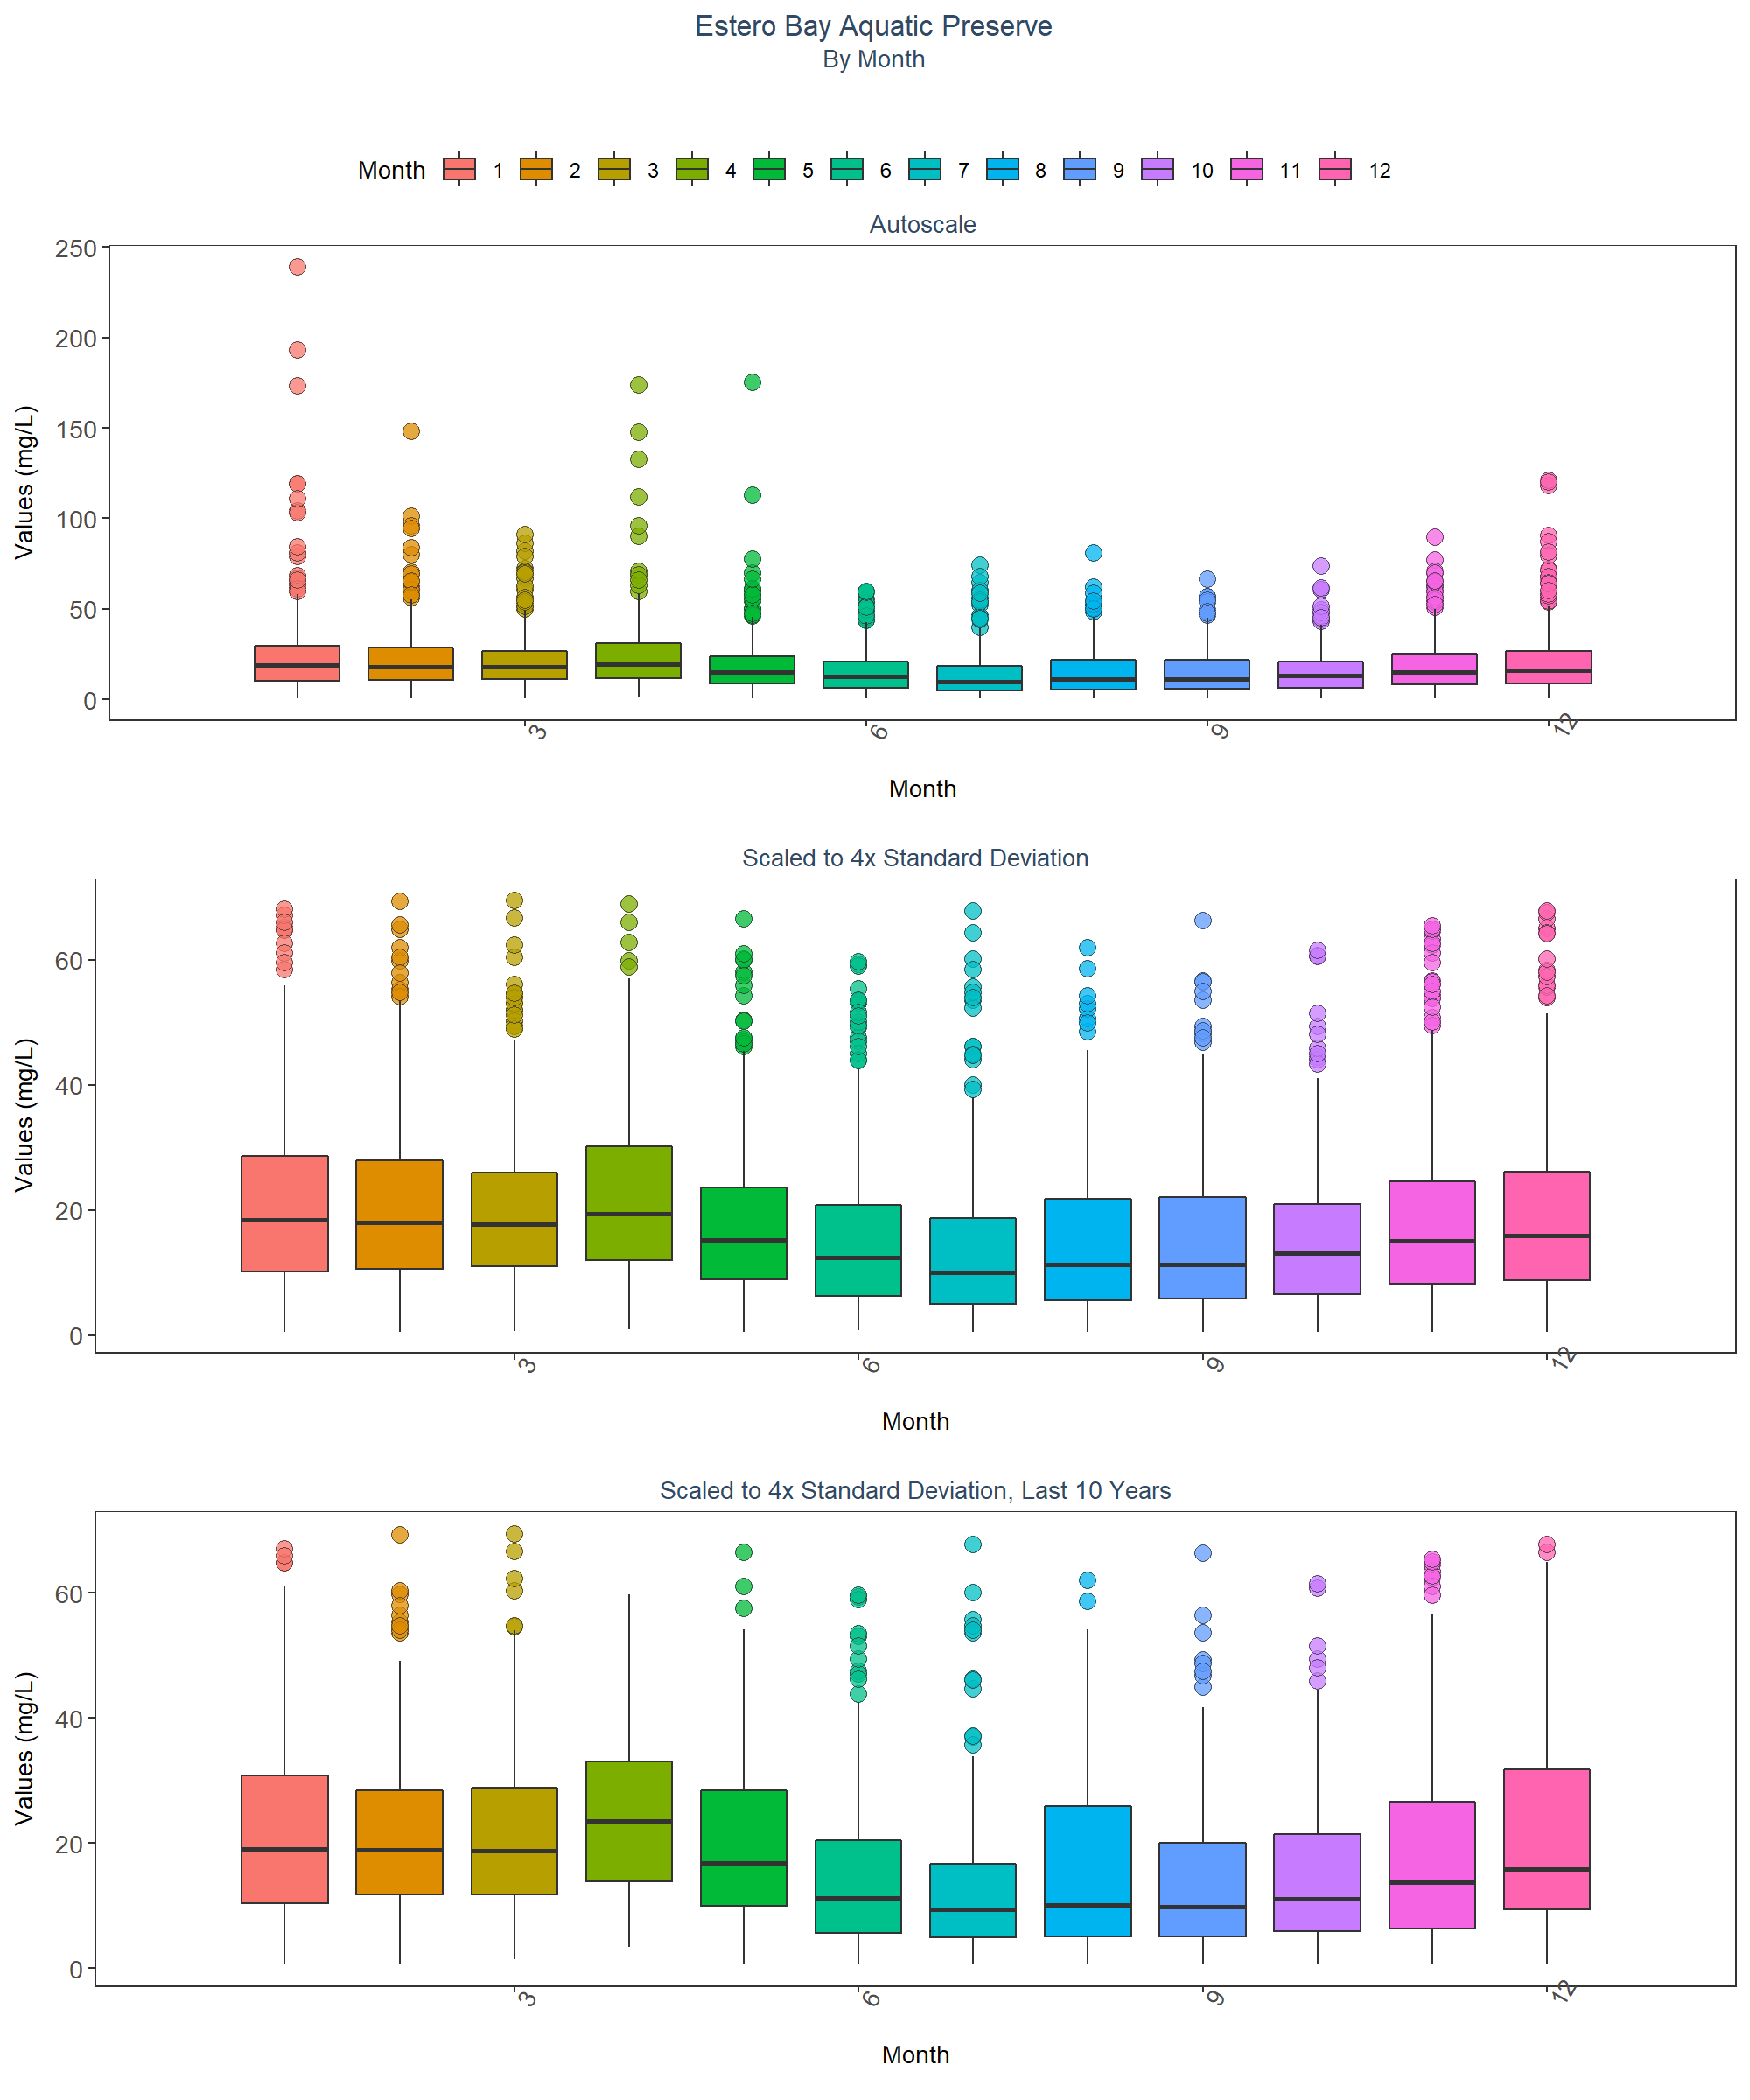 Estero Bay Aquatic Preserve
By Month
Month 1 2 3 4 5 6 7 8 9 10 11 12
Autoscale
250
200
150
100
50
0
Values (mg/L)
3 6 9 12
Month
Scaled to 4x Standard Deviation
60
40
20
0
Values (mg/L)
3 6 9 12
Month
Scaled to 4x Standard Deviation, Last 10 Years
60
40
20
0
Values (mg/L)
3 6 9 12
Month